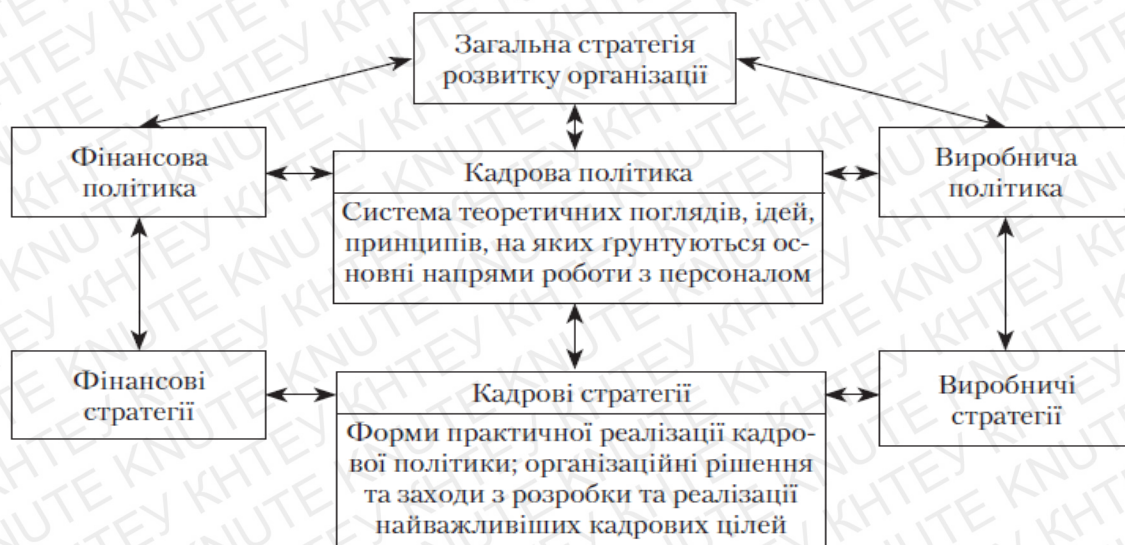 Загальна стратегія
розвитку організації
Фінансова
політика
Кадрова політика
Система теоретичних поглядів, ідей,
принципів, на яких ґрунтуються ос-
новні напрями роботи з персоналом
Виробнича
політика
Фінансові
стратегії
Кадрові стратегії
Форми практичної реалізації кадро-
вої політики; організаційні рішення
та заходи з розробки та реалізації
найважливіших кадрових цілей
Виробничі
стратегії
KNUTE КНТЕУ